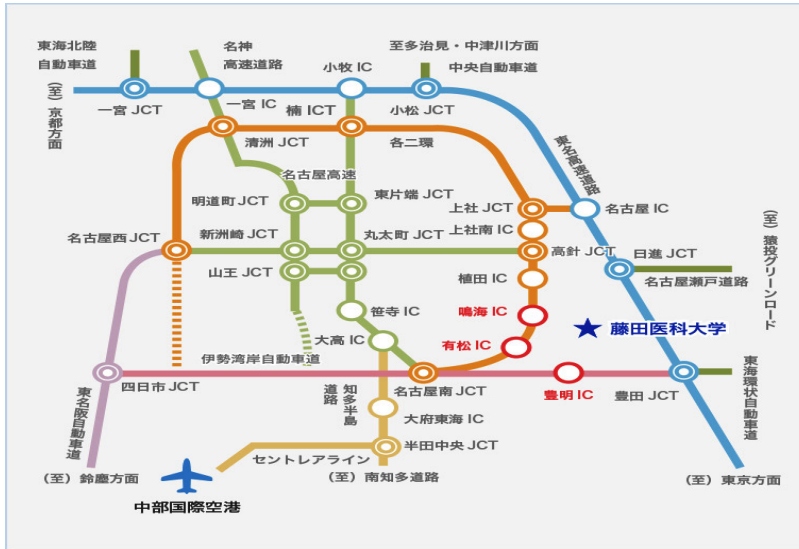 東海北陸
自動車道
名神
高速道路
小牧 IC
至多治見・中津川方面
中央自動車道
(至) 京都方面
一宮 JCT
一宮 IC
楠 ICT
小松 JCT
清洲 JCT
各二環
東名高速道路
名古屋高速
明道町 JCT
東片端 JCT
上社 JCT
名古屋 IC
上社南 IC
名古屋西 JCT
新洲崎 JCT
丸太町 JCT
高針 JCT
日進 JCT
(至) 猿投グリーンロード
山王 JCT
植田 IC
名古屋瀬戸道路
笹寺 IC
鳴海 IC
藤田医科大学
大高 IC
有松 IC
伊勢湾岸自動車道
四日市 JCT
知多半島
道路
名古屋南 JCT
豊明 IC
豊田 JCT
東海環状自動車道
東名阪自動車道
大府東海 IC
半田中央 JCT
セントレアライン
(至) 鈴鹿方面
(至) 南知多道路
(至) 東京方面
中部国際空港